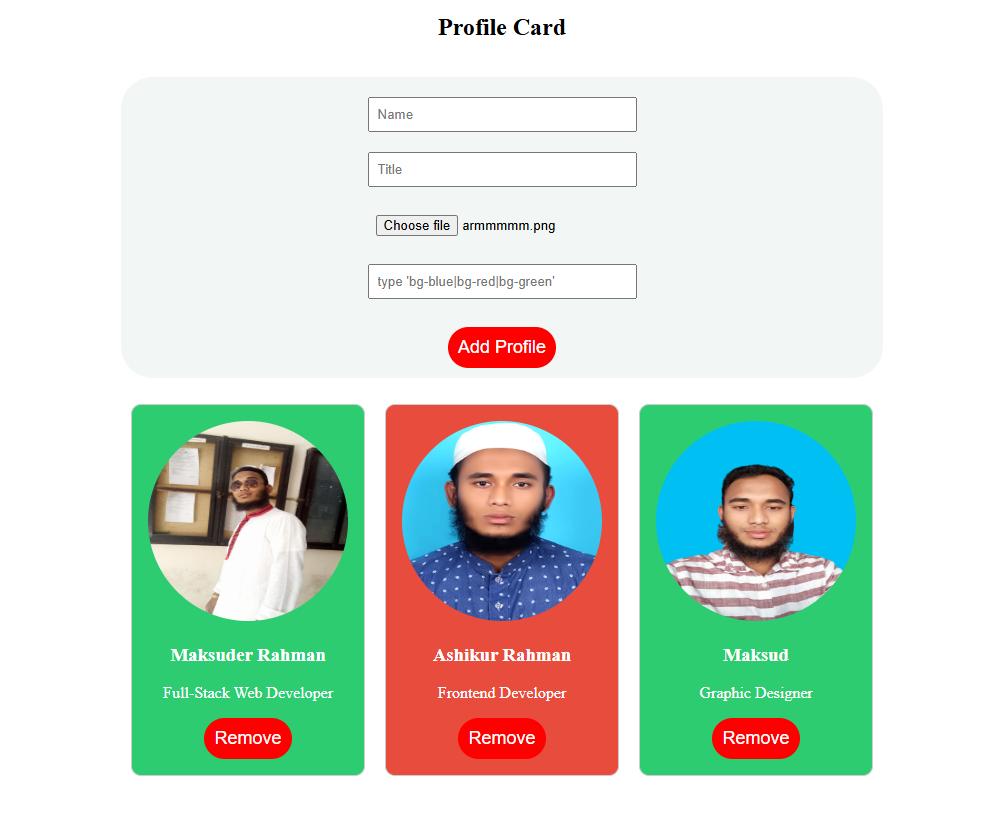 Profile Card
Name
Title
Choose file armmmmm.png
type 'bg-blue|bg-red|bg-green'
Add Profile
Maksuder Rahman
Full-Stack Web Developer
Remove
Ashikur Rahman
Frontend Developer
Remove
Maksud
Graphic Designer
Remove